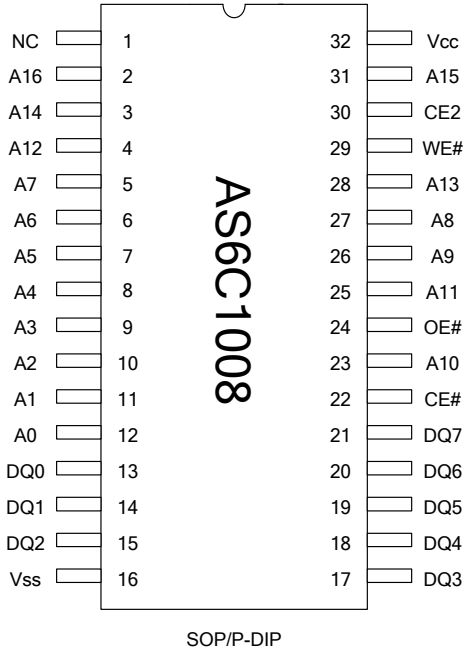 NC 1 32 Vcc
A16 2 31 A15
A14 3 30 CE2
A12 4 29 WE#
A7 5 28 A13
A6 6 27 A8
A5 7 26 A9
A4 8 25 A11
A3 9 24 OE#
A2 10 23 A10
A1 11 22 CE#
A0 12 21 DQ7
DQ0 13 20 DQ6
DQ1 14 19 DQ5
DQ2 15 18 DQ4
Vss 16 17 DQ3
AS6C1008
SOP/P-DIP